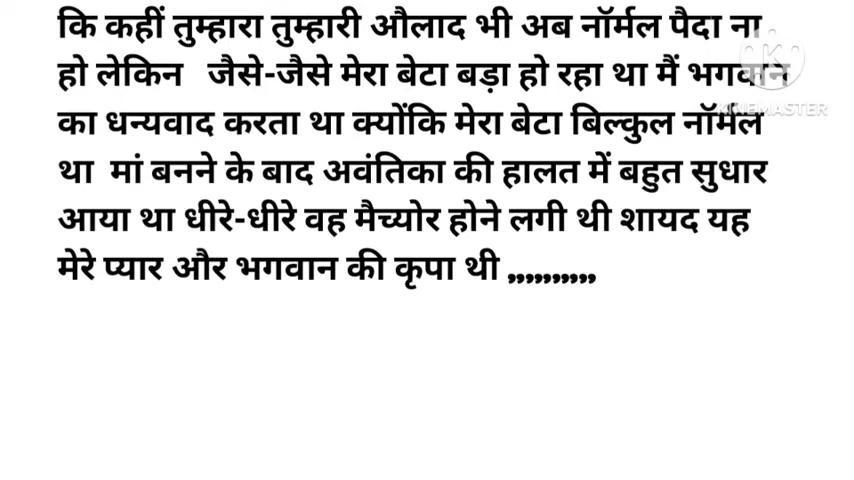 कि कहीं तुम्हारा तुम्हारी औलाद भी अब नॉर्मल पैदा ना
हो लेकिन जैसे-जैसे मेरा बेटा बड़ा हो रहा था मैं भगवान
का धन्यवाद करता था क्योंकि मेरा बेटा बिल्कुल नॉर्मल
था मां बनने के बाद अवंतिका की हालत में बहुत सुधार
आया था धीरे-धीरे वह मैच्योर होने लगी थी शायद यह
मेरे प्यार और भगवान की कृपा थी ,,,,,,,,,,
KINEMASTER